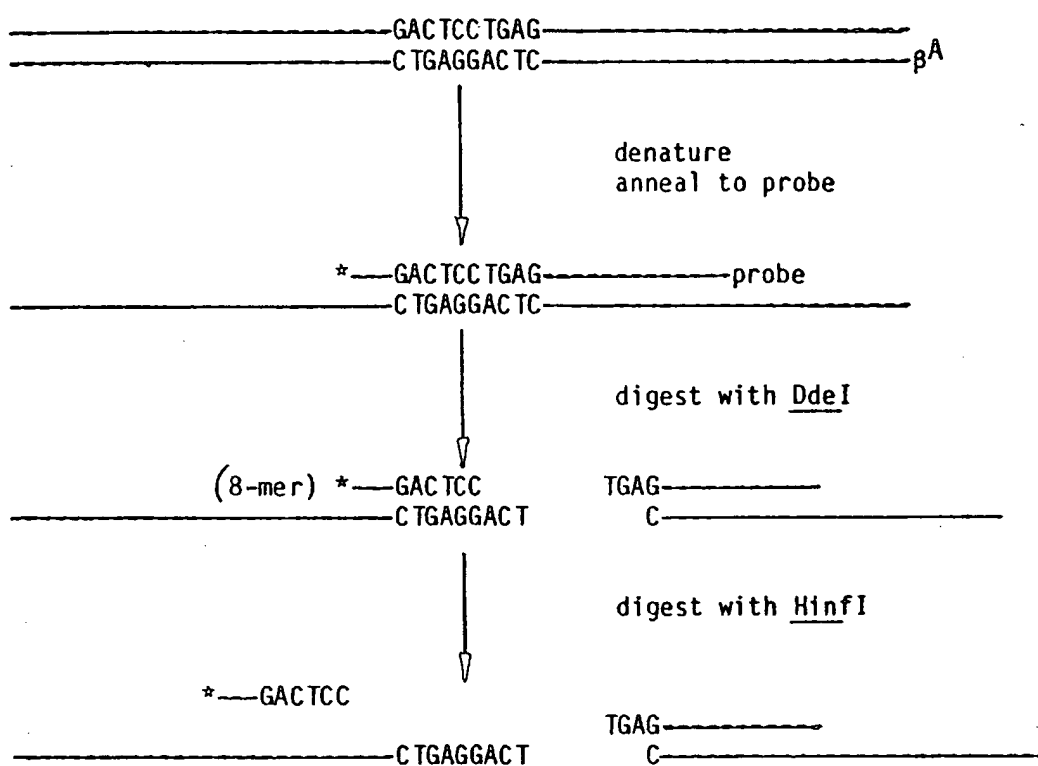 GACTCCTGAG
CTGAGGACTC βA
denature
anneal to probe
*—GACTCCTGAG—probe
CTGAGGACTC
digest with DdeI
(8-mer) *—GACTCC TGAG
CTGAGGACT C
digest with HinfI
*—GACTCC
TGAG
CTGAGGACT C